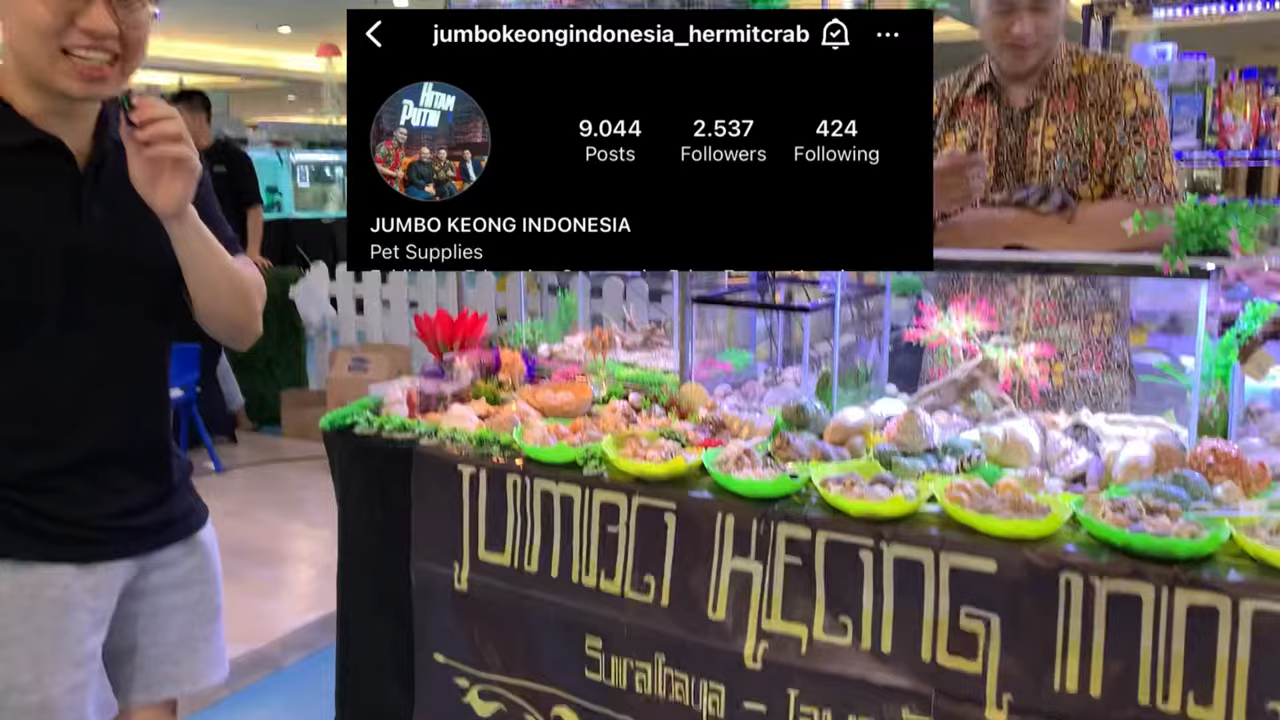 jumbokeongindonesia_hermitcrab
HITAM
PUTIH
9.044
Posts
2.537
Followers
424
Following
JUMBO KEONG INDONESIA
Pet Supplies
JUMBO KEONG INDO
Surabaya -